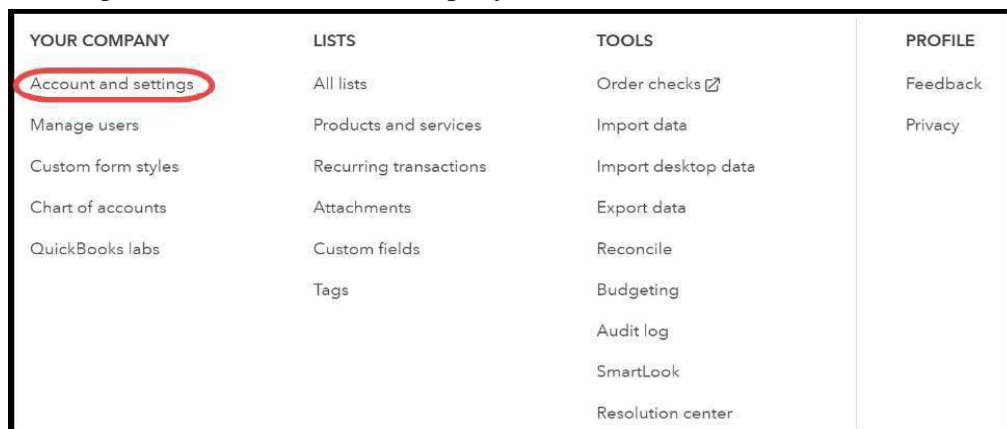 YOUR COMPANY
Account and settings
Manage users
Custom form styles
Chart of accounts
QuickBooks labs
LISTS
All lists
Products and services
Recurring transactions
Attachments
Custom fields
Tags
TOOLS
Order checks
Import data
Import desktop data
Export data
Reconcile
Budgeting
Audit log
SmartLook
Resolution center
PROFILE
Feedback
Privacy